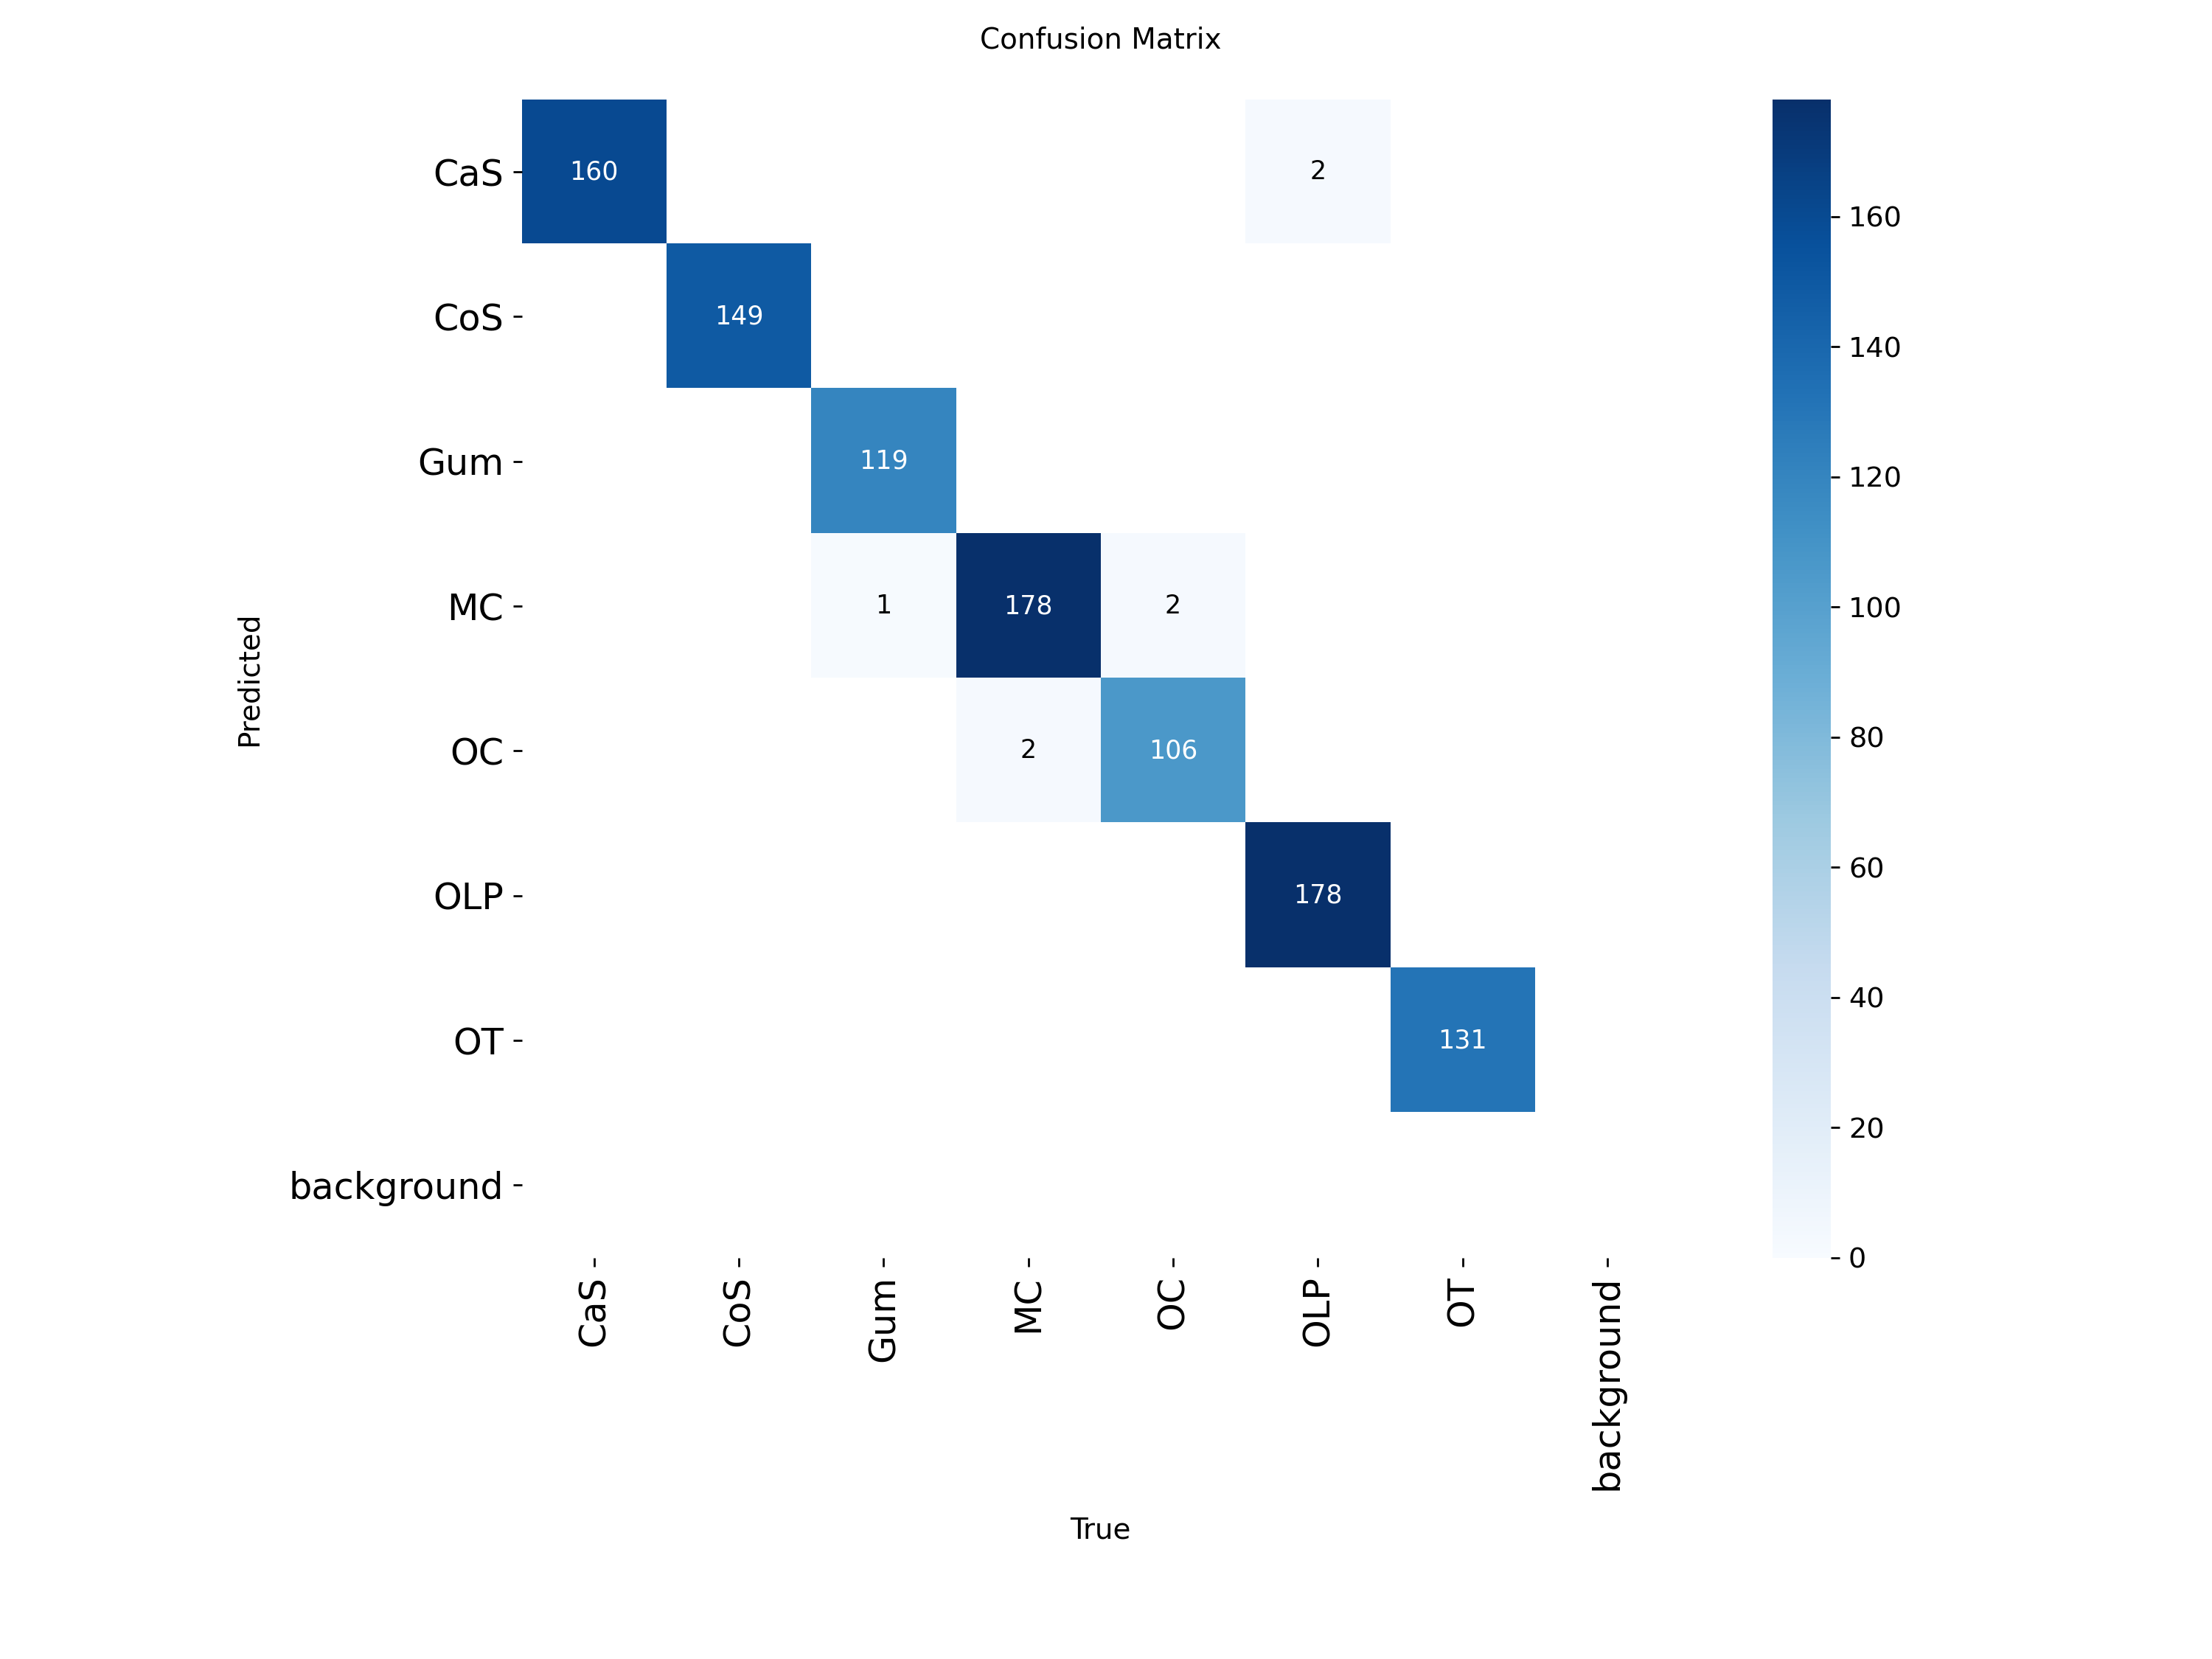 Confusion Matrix
CaS
160
2
160
CoS
149
140
Gum
119
120
MC
1
178
2
100
Predicted
OC
2
106
80
OLP
178
60
40
OT
131
20
background
0
CaS
CoS
Gum
MC
OC
OLP
OT
background
True